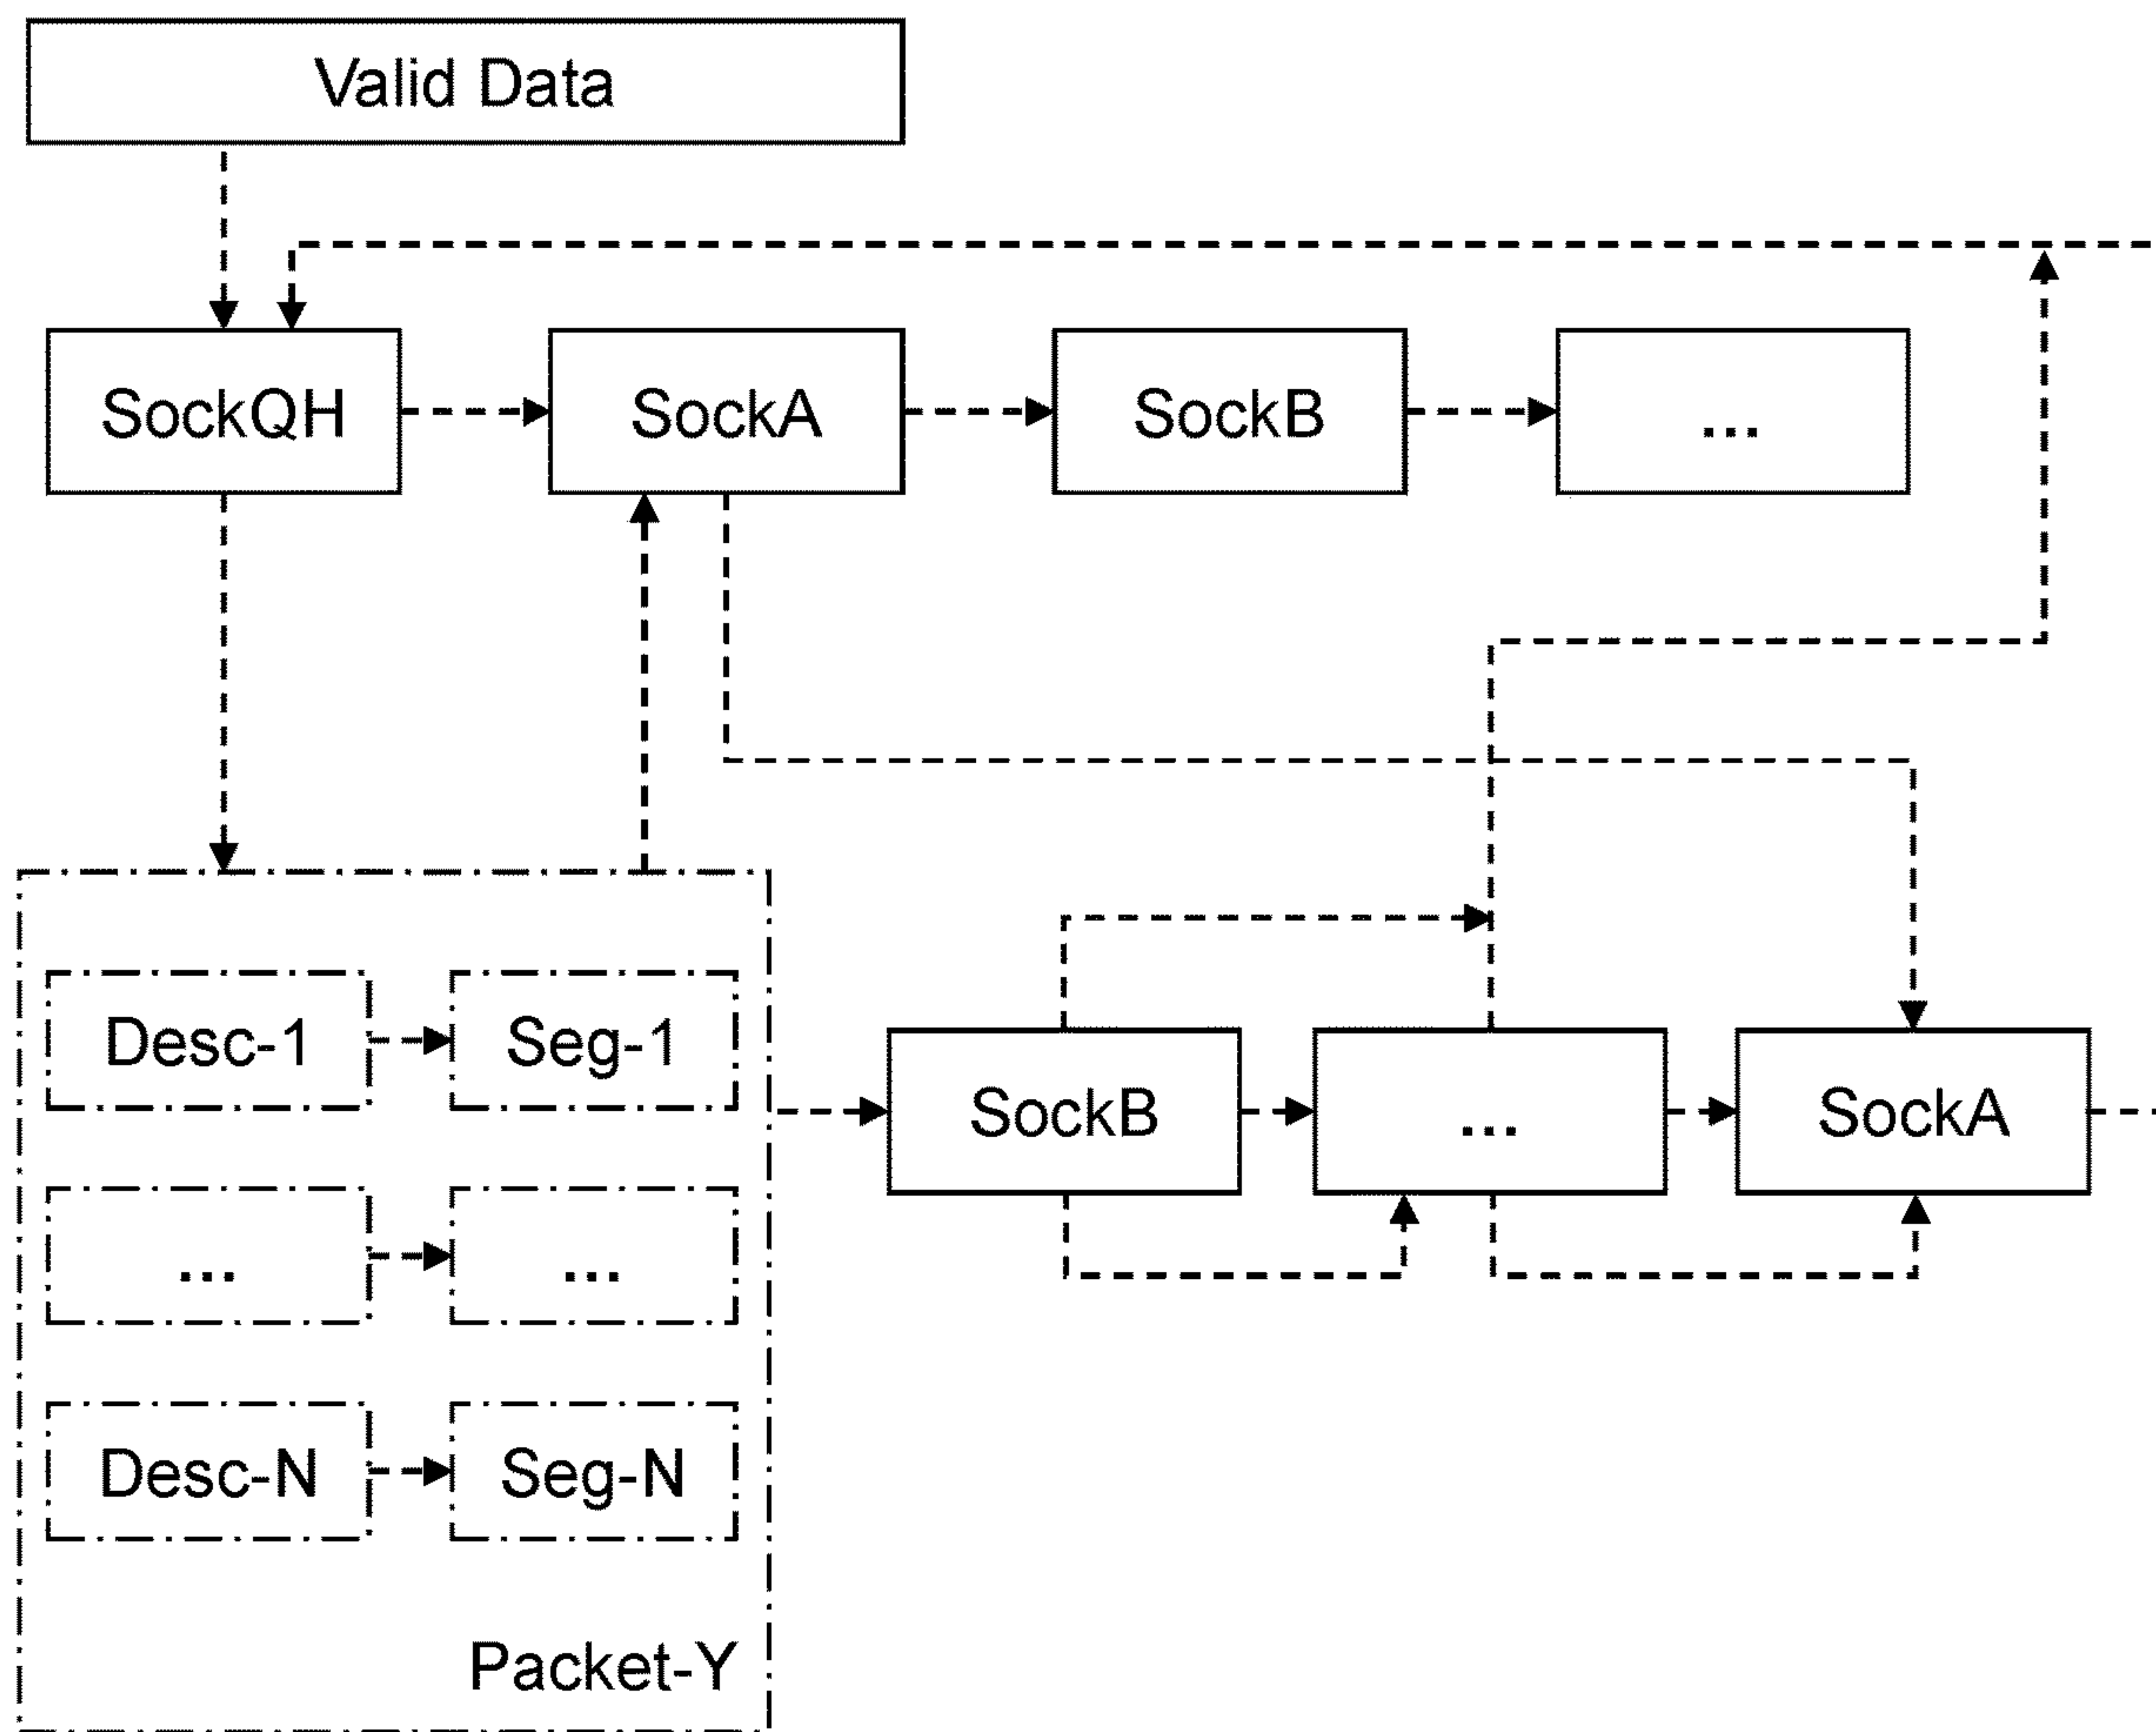 Valid Data
SockQH
SockA
SockB
...
Desc-1
Seg-1
SockB
...
SockA
...
...
Desc-N
Seg-N
Packet-Y